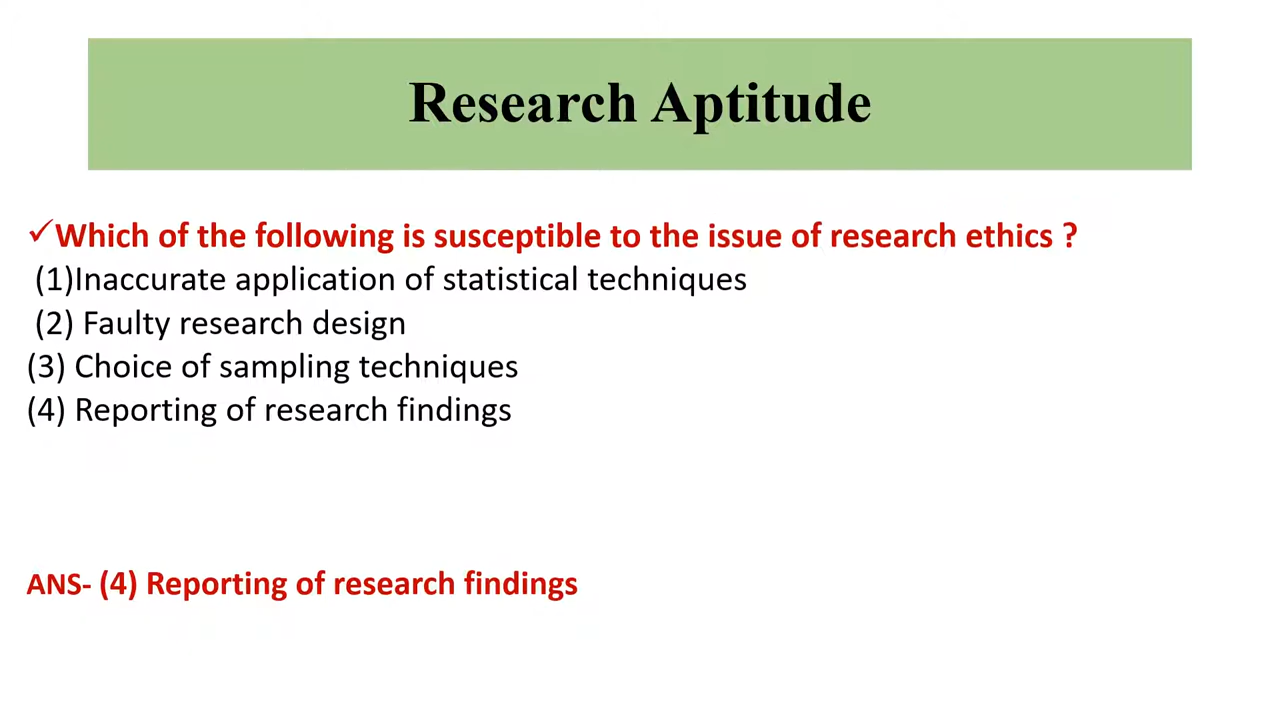 Research Aptitude
✓Which of the following is susceptible to the issue of research ethics ?
(1)Inaccurate application of statistical techniques
(2) Faulty research design
(3) Choice of sampling techniques
(4) Reporting of research findings
ANS- (4) Reporting of research findings